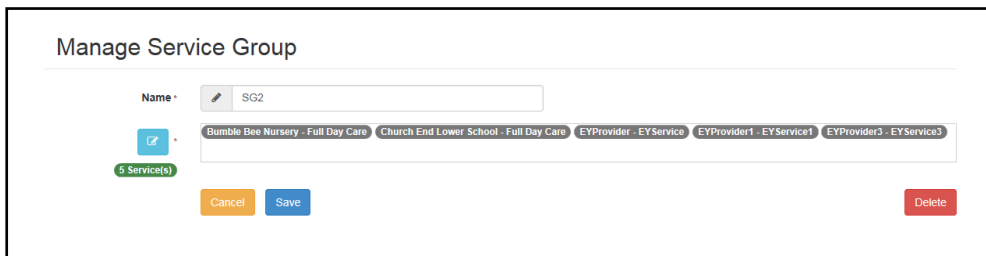 Manage Service Group
Name *
SG2
*
Bumble Bee Nursery - Full Day Care Church End Lower School - Full Day Care EYProvider - EYService EYProvider1 - EYService1 EYProvider3 - EYService3
5 Service(s)
Cancel Save Delete